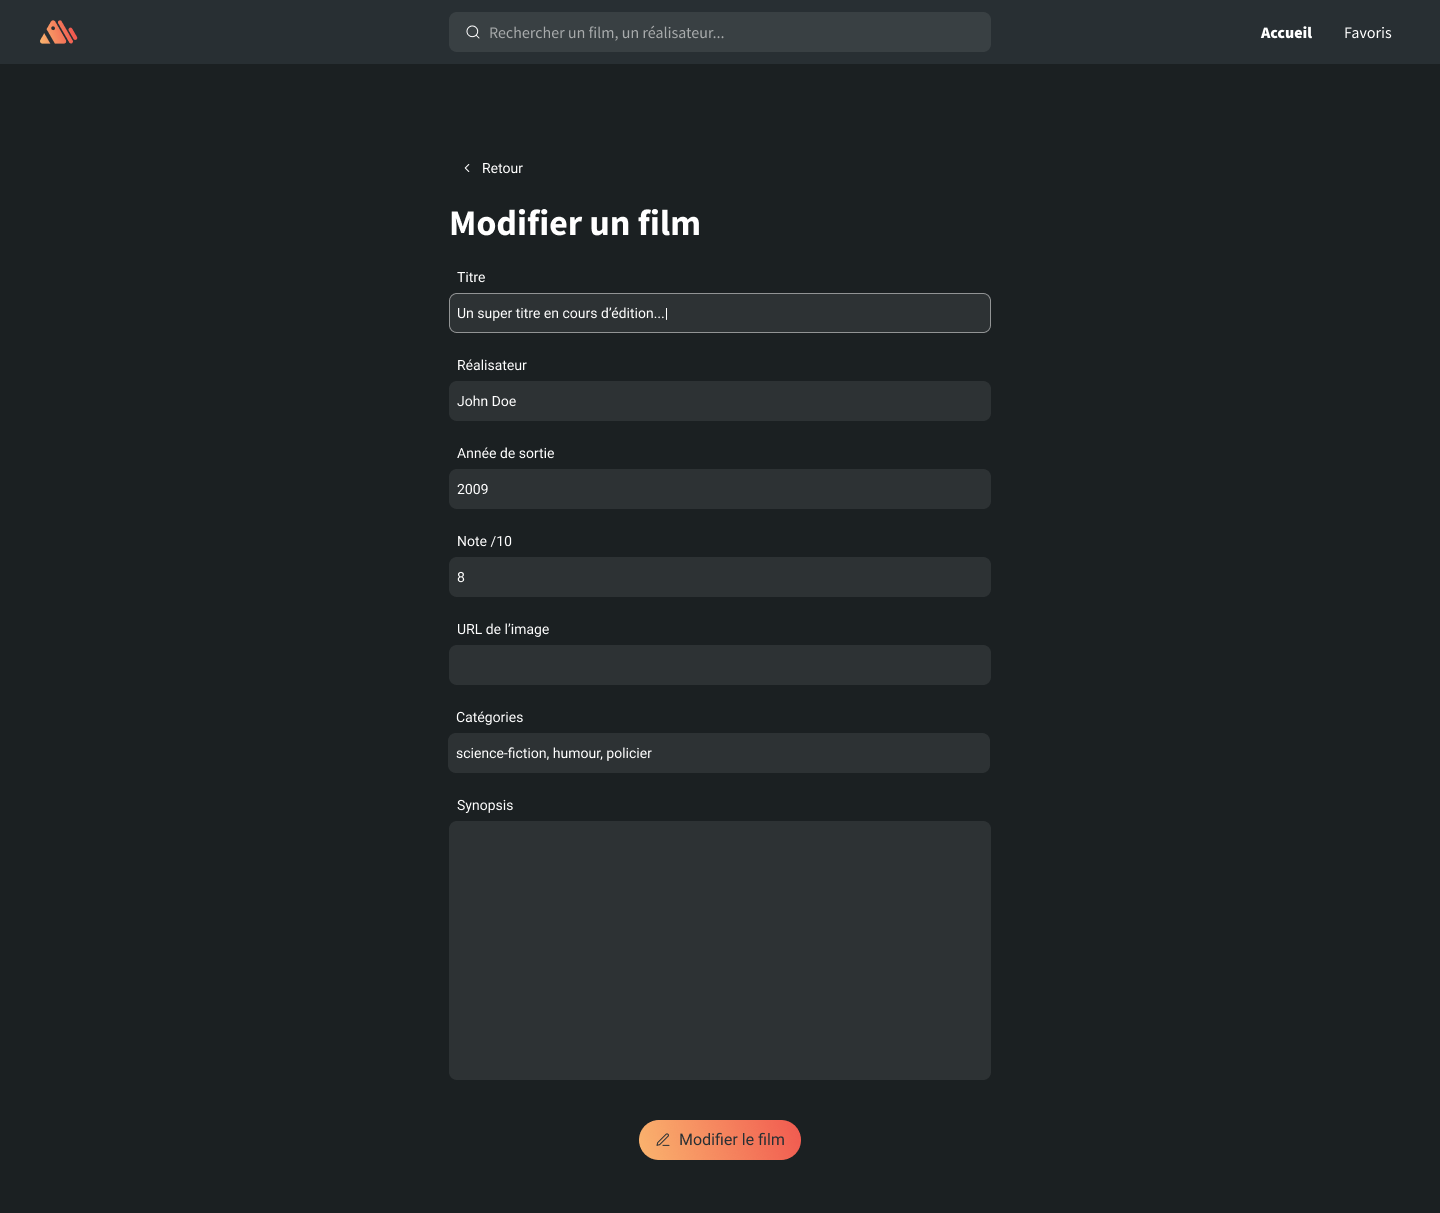 Rechercher un film, un réalisateur...
Accueil
Favoris
Retour
Modifier un film
Titre
Un super titre en cours d’édition...|
Réalisateur
John Doe
Année de sortie
2009
Note /10
8
URL de l’image
Catégories
science-fiction, humour, policier
Synopsis
Modifier le film